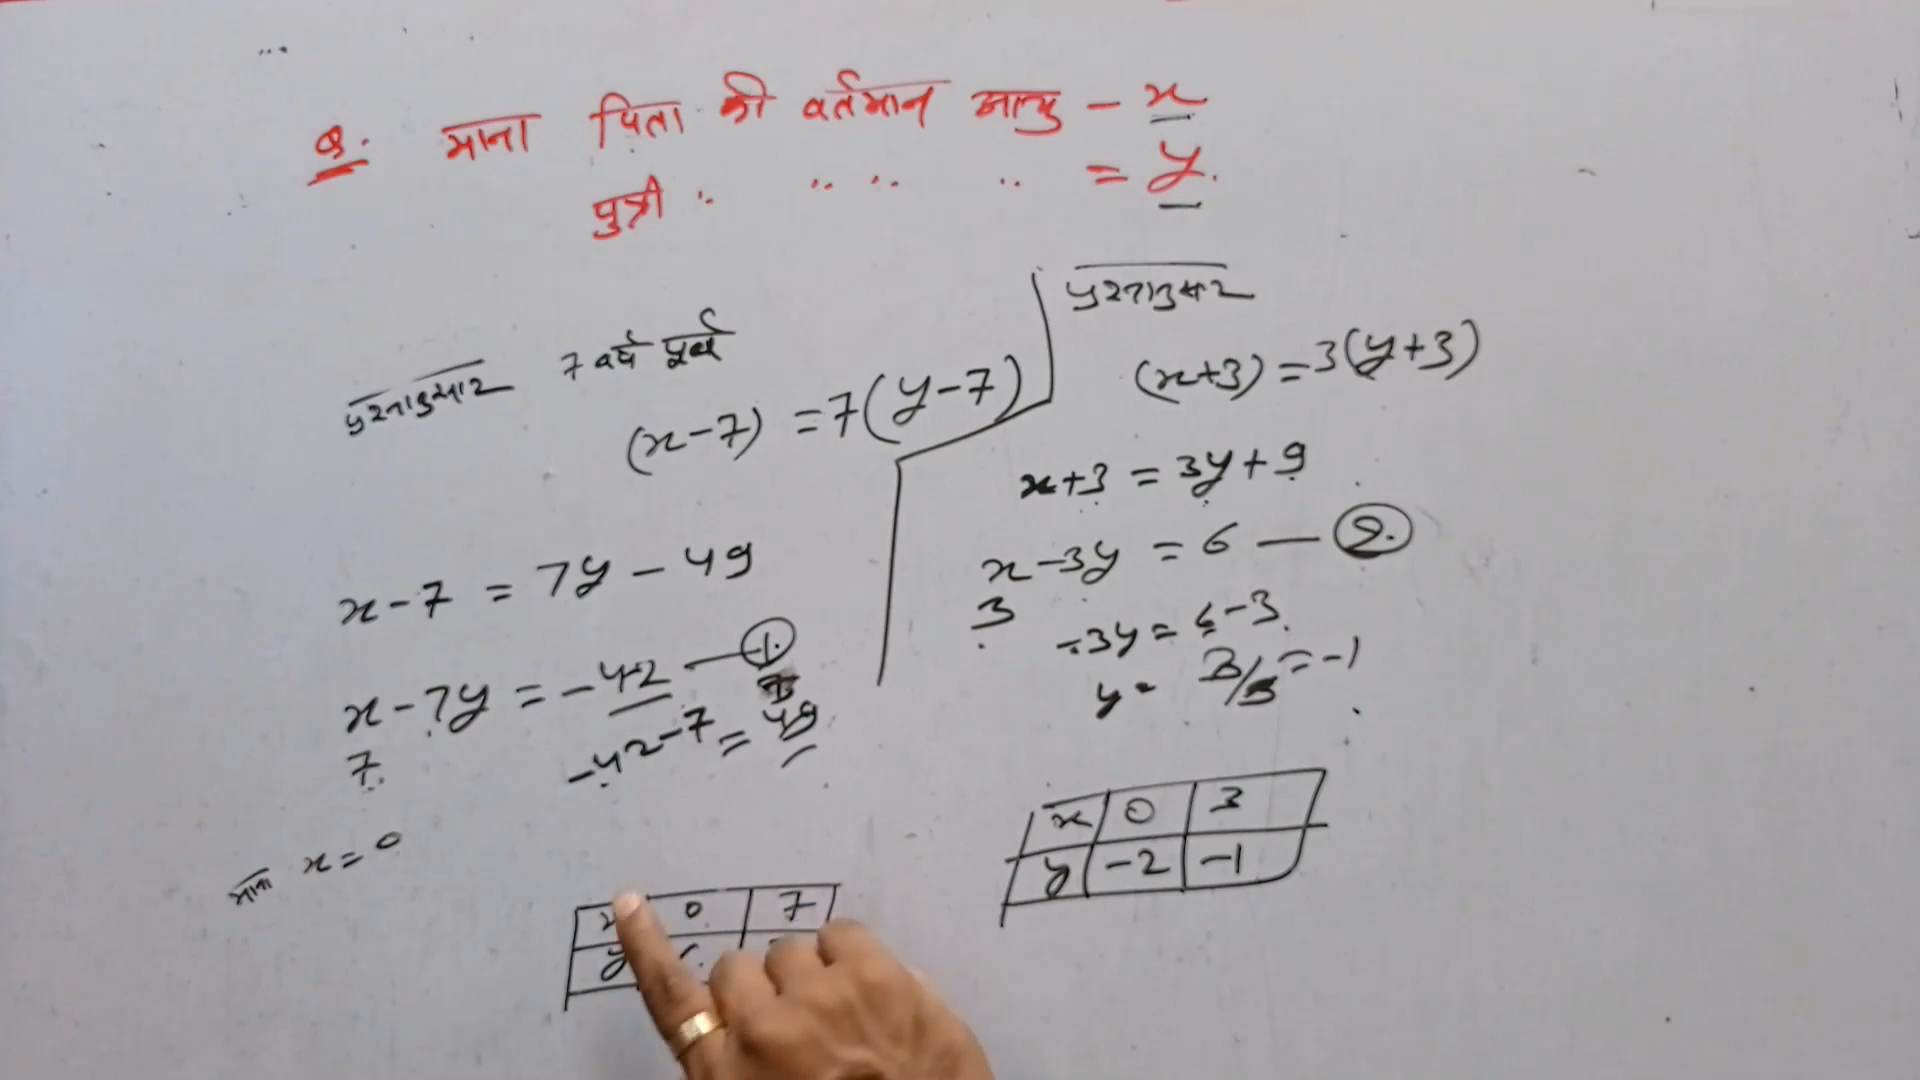 Q. माना पिता की वर्तमान आयु - x
पुत्री " " " " = y.
प्रश्नानुसार 7 वर्ष पूर्व
(x-7) = 7(y-7)
x-7 = 7y - 49
x-7y = -42 — ①
7
-42-7 = 49
माना x = 0
x 0 7
y
प्रश्नानुसार
(x+3) = 3(y+3)
x+3 = 3y+9
x-3y = 6 — ②
3
-3y = 6-3
y = 3/3 = -1
x 0 3
y -2 -1